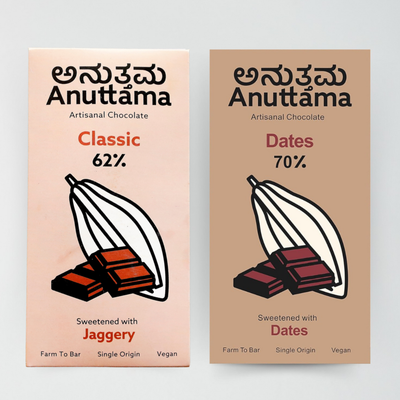 ಅನುತ್ತಮ
Anuttama
Artisanal Chocolate
Classic
62%
Sweetened with
Jaggery
Farm To Bar Single Origin Vegan
ಅನುತ್ತಮ
Anuttama
Artisanal Chocolate
Dates
70%
Sweetened with
Dates
Farm To Bar Single Origin Vegan